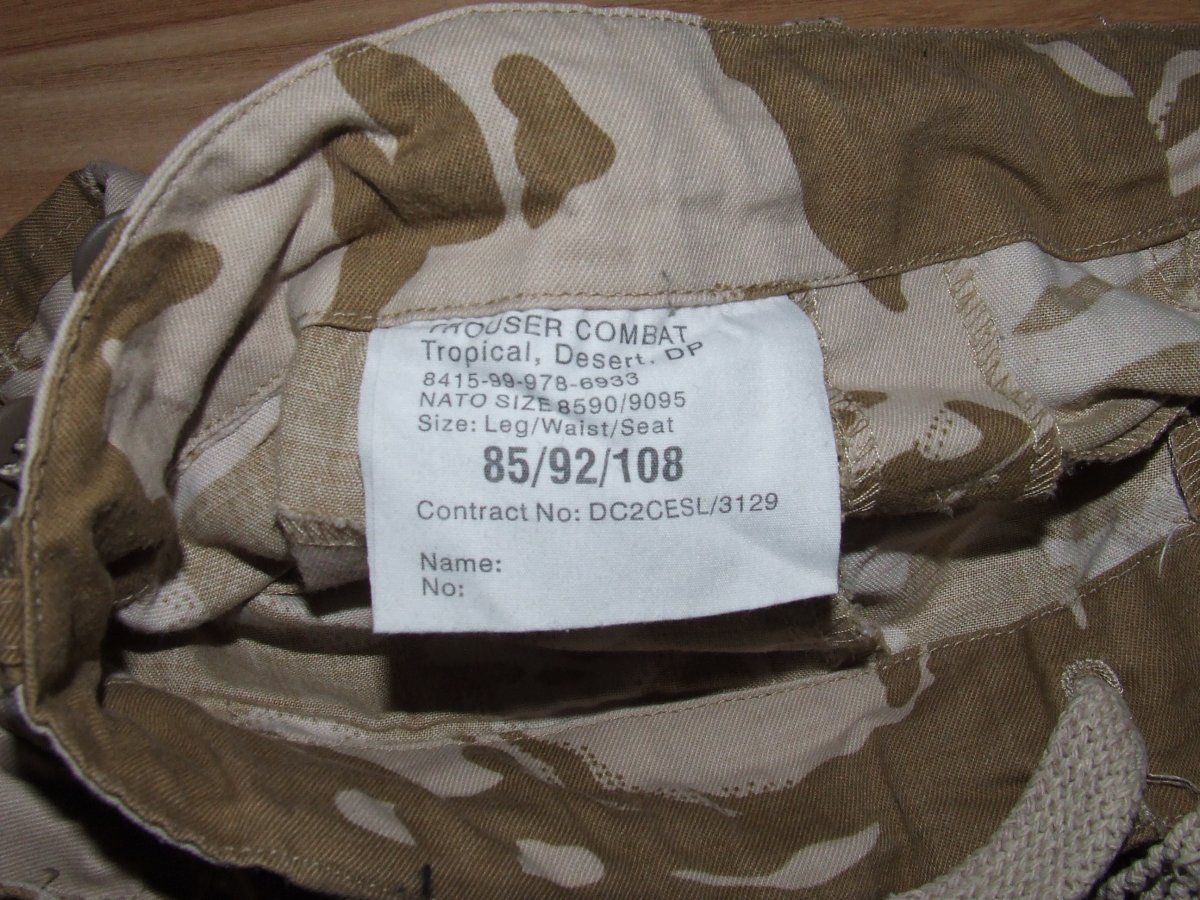 TROUSER COMBAT
Tropical, Desert. DP
8415-99-978-6933
NATO SIZE 8590/9095
Size: Leg/Waist/Seat
85/92/108
Contract No: DC2CESL/3129
Name:
No: